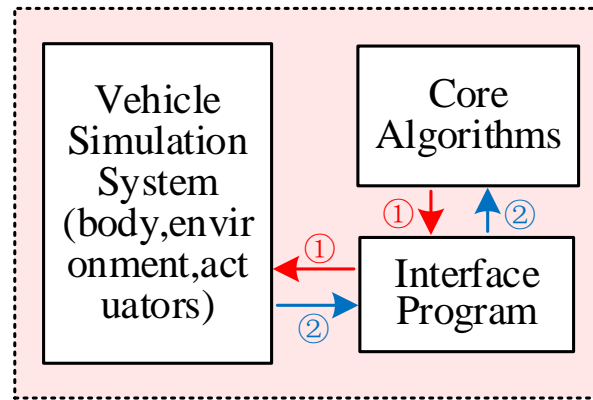 Vehicle
Simulation
System
(body,envir
onment,act
uators)
Core
Algorithms
①
②
①
②
Interface
Program